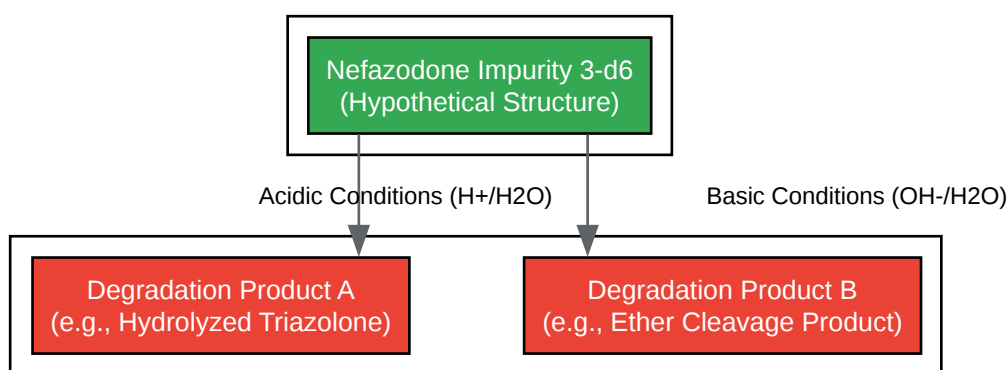 Nefazodone Impurity 3-d6
(Hypothetical Structure)
Acidic Conditions (H+/H2O)
Basic Conditions (OH-/H2O)
Degradation Product A
(e.g., Hydrolyzed Triazolone)
Degradation Product B
(e.g., Ether Cleavage Product)